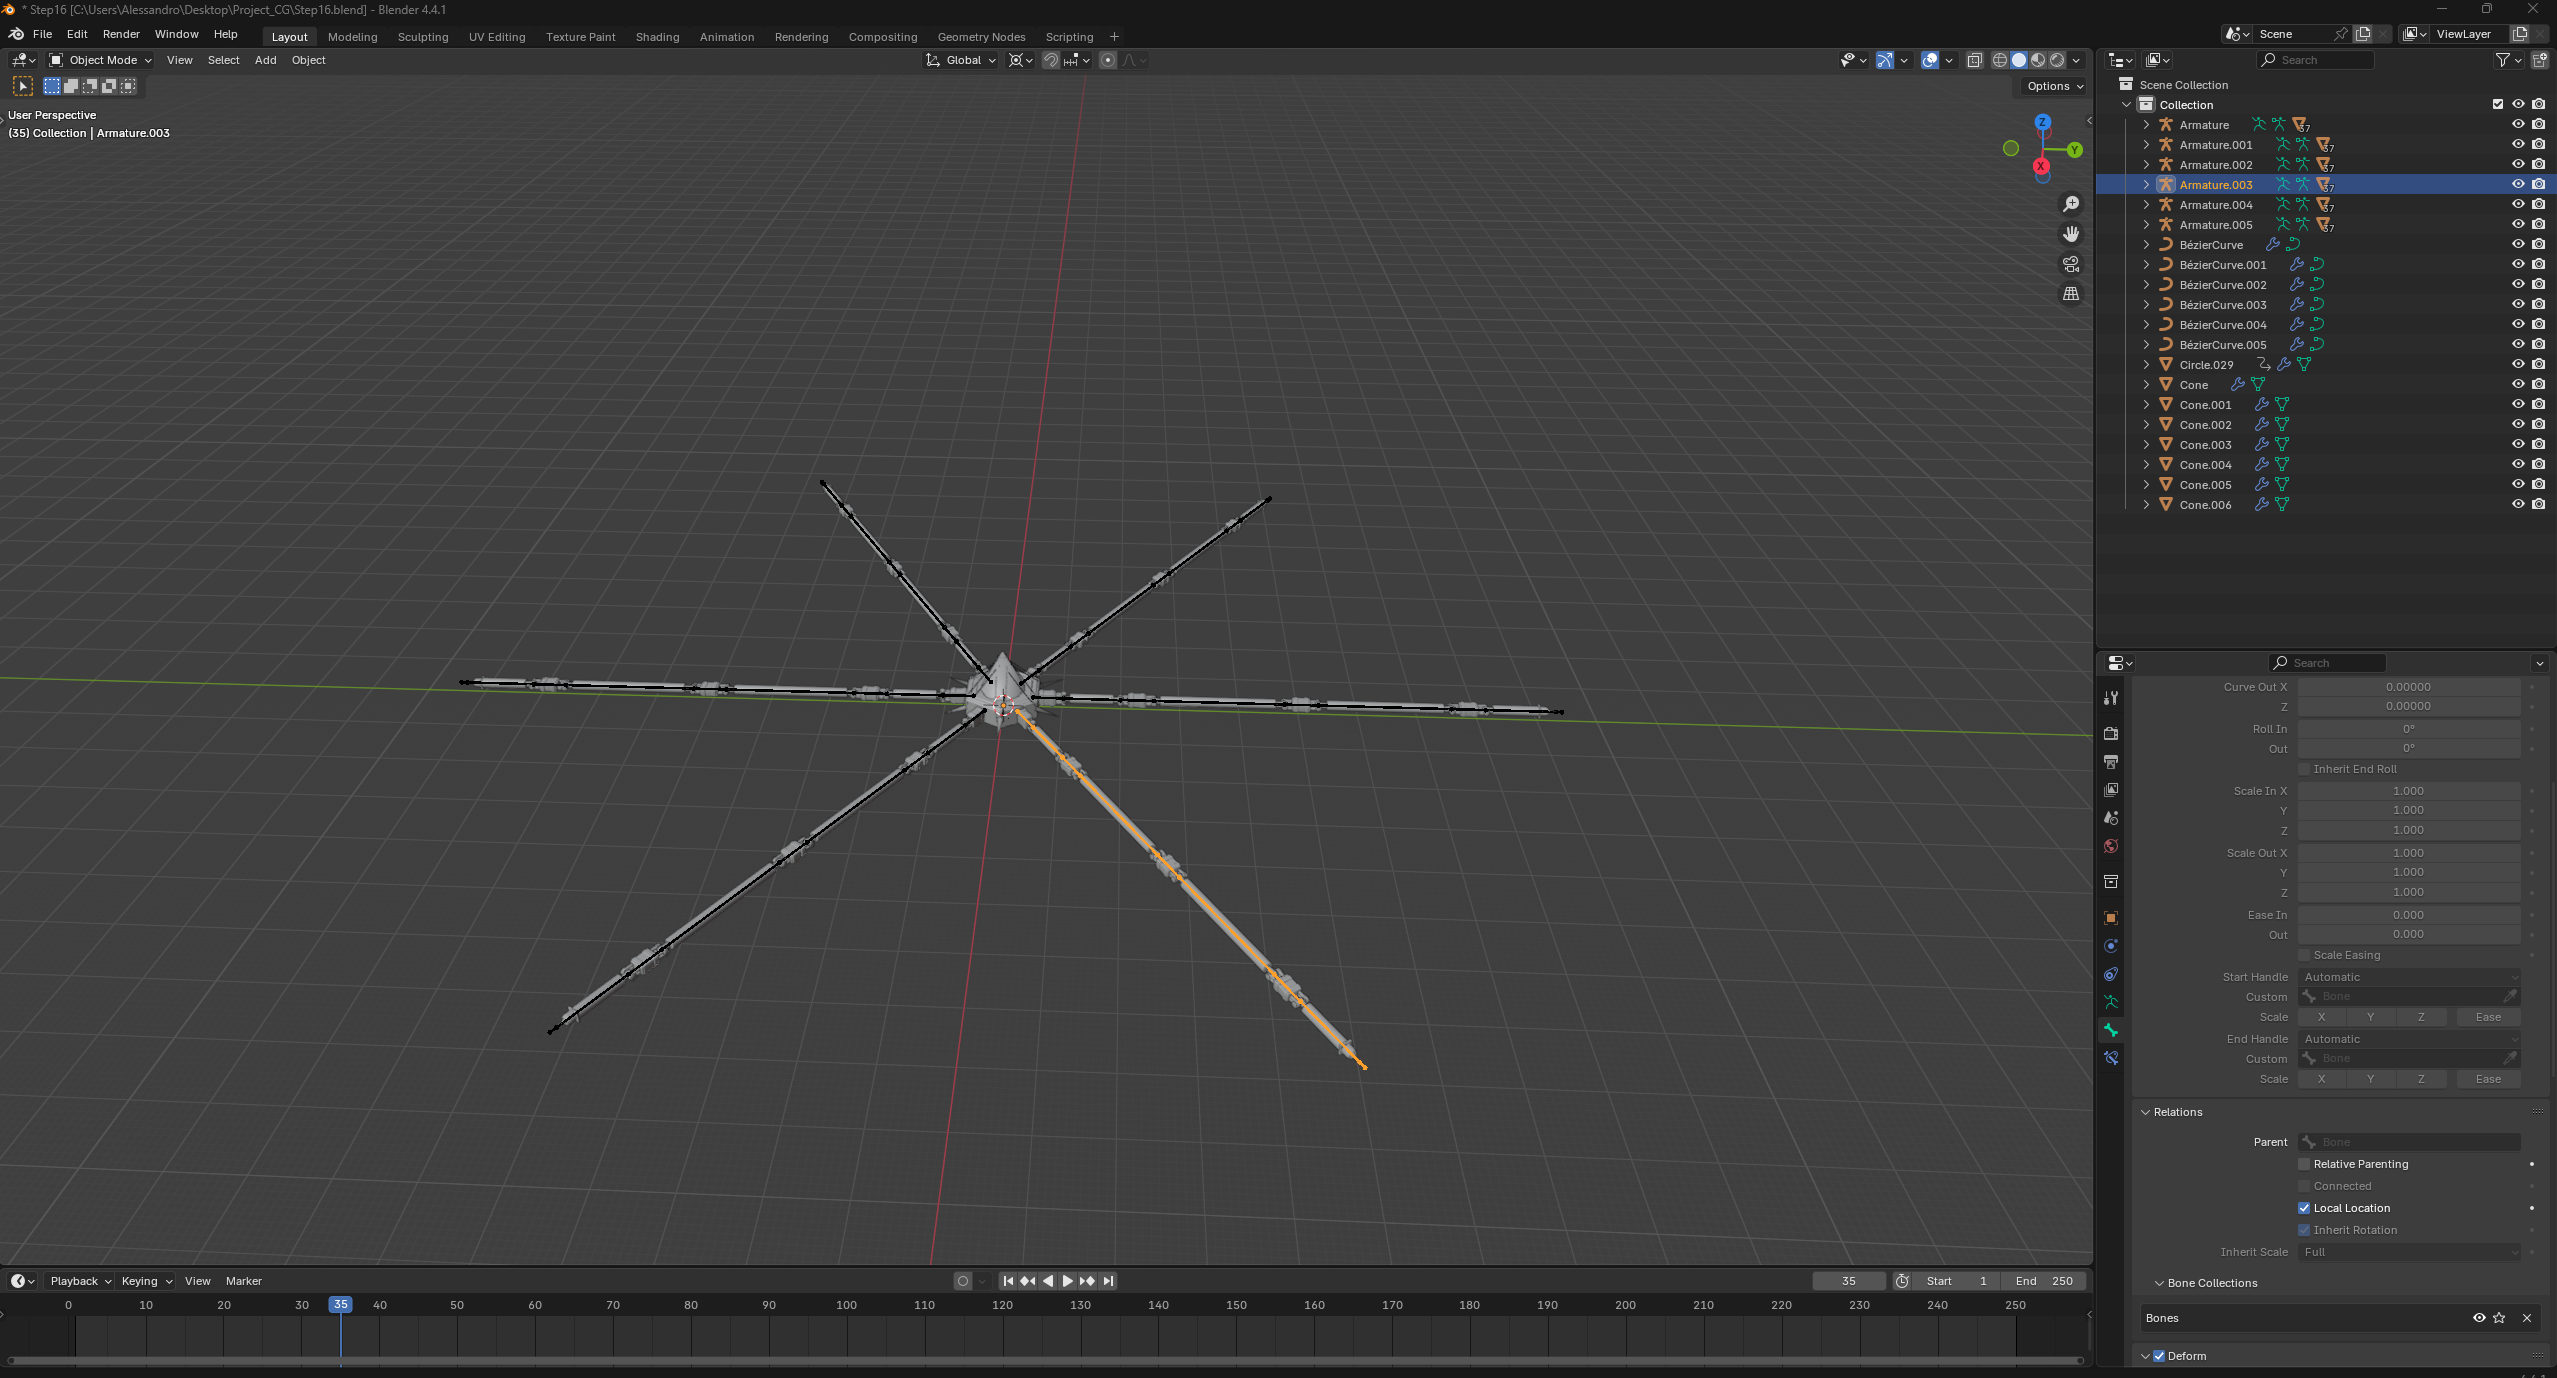 * Step16 [C:\Users\Alessandro\Desktop\Project_CG\Step16.blend] - Blender 4.4.1
File Edit Render Window Help Layout Modeling Sculpting UV Editing Texture Paint Shading Animation Rendering Compositing Geometry Nodes Scripting + Scene ViewLayer
Object Mode View Select Add Object Global Search
Options
User Perspective
(35) Collection | Armature.003
Z
Y
X
Scene Collection
Collection
Armature 37
Armature.001 37
Armature.002 37
Armature.003 37
Armature.004 37
Armature.005 37
BézierCurve
BézierCurve.001
BézierCurve.002
BézierCurve.003
BézierCurve.004
BézierCurve.005
Circle.029
Cone
Cone.001
Cone.002
Cone.003
Cone.004
Cone.005
Cone.006
Search
Curve Out X 0.00000
Z 0.00000
Roll In 0°
Out 0°
Inherit End Roll
Scale In X 1.000
Y 1.000
Z 1.000
Scale Out X 1.000
Y 1.000
Z 1.000
Ease In 0.000
Out 0.000
Scale Easing
Start Handle Automatic
Custom Bone
Scale X Y Z Ease
End Handle Automatic
Custom Bone
Scale X Y Z Ease
Relations
Parent Bone
Relative Parenting
Connected
Local Location
Inherit Rotation
Inherit Scale Full
Bone Collections
Bones
Deform
Playback Keying View Marker 35 Start 1 End 250
0 10 20 30 35 40 50 60 70 80 90 100 110 120 130 140 150 160 170 180 190 200 210 220 230 240 250